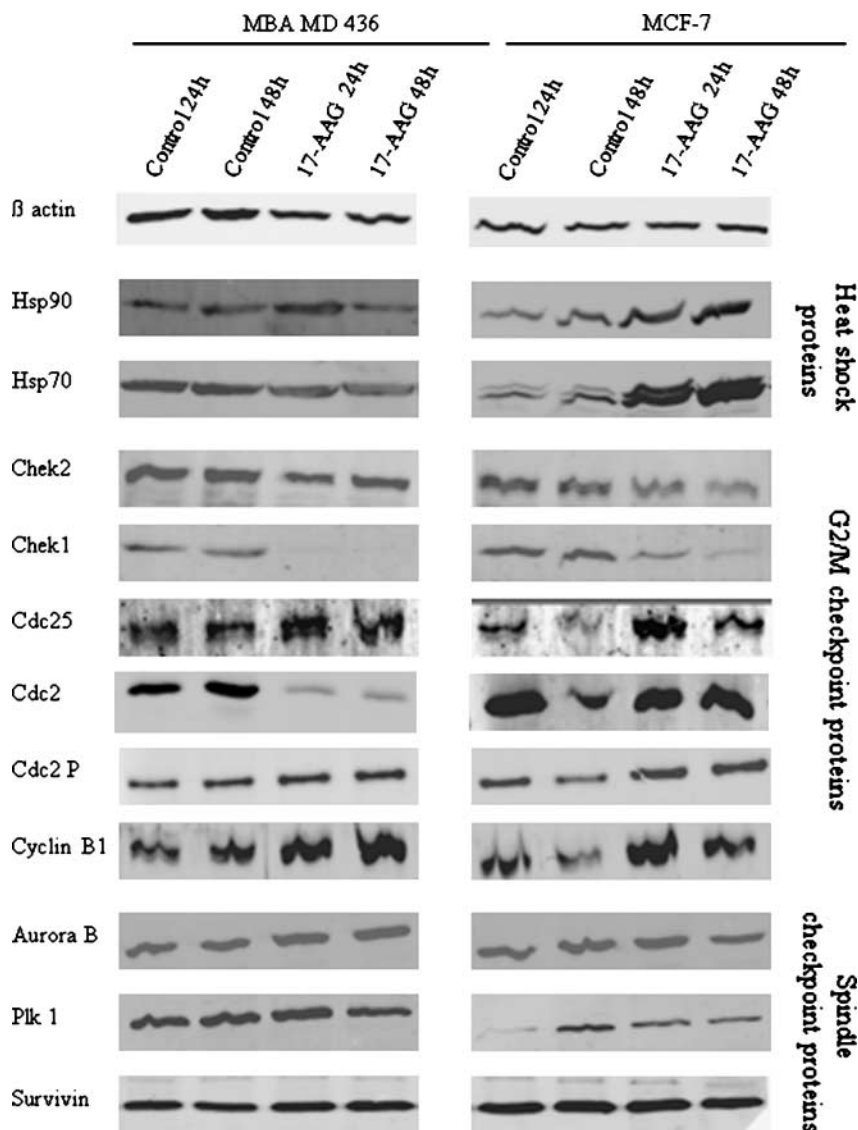 MBA MD 436
MCF-7
Control 24h
Control 48h
17-AAG 24h
17-AAG 48h
Control 24h
Control 48h
17-AAG 24h
17-AAG 48h
ß actin
Hsp90
Hsp70
Heat shock
proteins
Chek2
Chek1
Cdc25
Cdc2
Cdc2 P
Cyclin B1
G2/M checkpoint proteins
Aurora B
Plk 1
Survivin
Spindle
checkpoint proteins